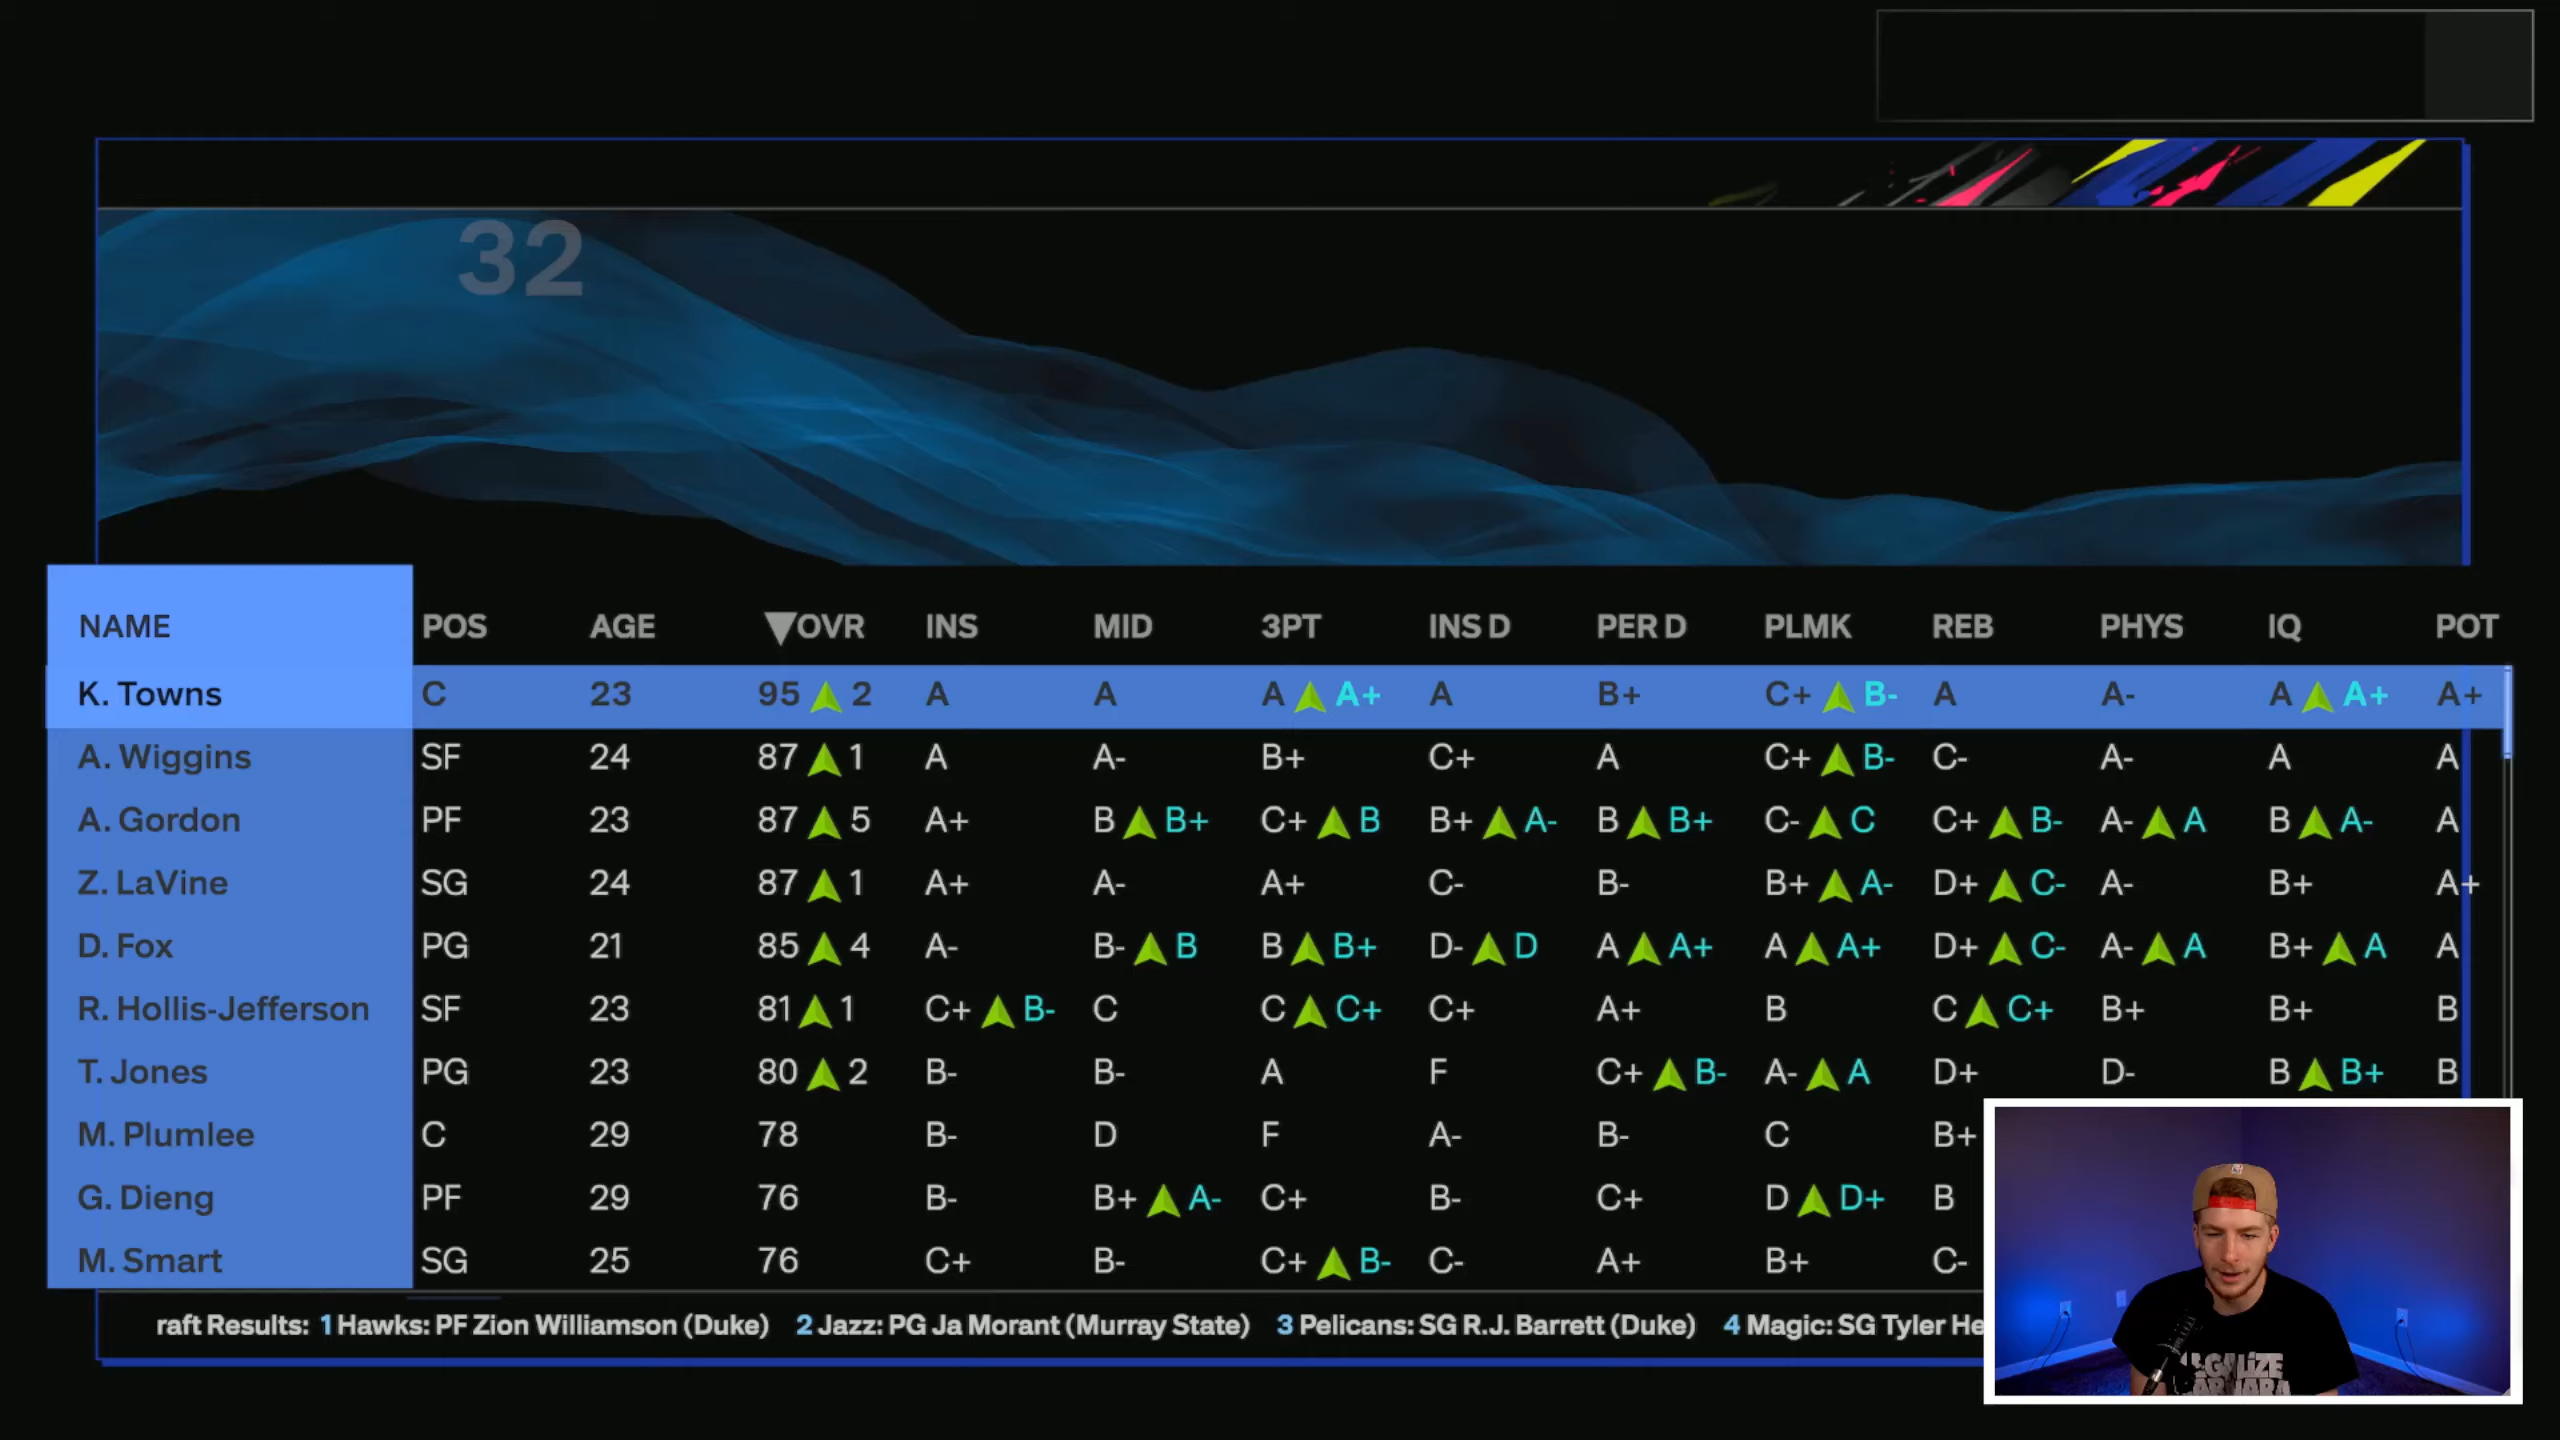 32
NAME POS AGE ▼OVR INS MID 3PT INS D PER D PLMK REB PHYS IQ POT
K. Towns C 23 95 ▲ 2 A A A ▲ A+ A B+ C+ ▲ B- A A- A ▲ A+ A+
A. Wiggins SF 24 87 ▲ 1 A A- B+ C+ A C+ ▲ B- C- A- A A
A. Gordon PF 23 87 ▲ 5 A+ B ▲ B+ C+ ▲ B B+ ▲ A- B ▲ B+ C- ▲ C C+ ▲ B- A- ▲ A B ▲ A- A
Z. LaVine SG 24 87 ▲ 1 A+ A- A+ C- B- B+ ▲ A- D+ ▲ C- A- B+ A+
D. Fox PG 21 85 ▲ 4 A- B- ▲ B B ▲ B+ D- ▲ D A ▲ A+ A ▲ A+ D+ ▲ C- A- ▲ A B+ ▲ A A
R. Hollis-Jefferson SF 23 81 ▲ 1 C+ ▲ B- C C ▲ C+ C+ A+ B C ▲ C+ B+ B+ B
T. Jones PG 23 80 ▲ 2 B- B- A F C+ ▲ B- A- ▲ A D+ D- B ▲ B+ B
M. Plumlee C 29 78 B- D F A- B- C B+
G. Dieng PF 29 76 B- B+ ▲ A- C+ B- C+ D ▲ D+ B
M. Smart SG 25 76 C+ B- C+ ▲ B- C- A+ B+ C-
raft Results: 1 Hawks: PF Zion Williamson (Duke) 2 Jazz: PG Ja Morant (Murray State) 3 Pelicans: SG R.J. Barrett (Duke) 4 Magic: SG Tyler He